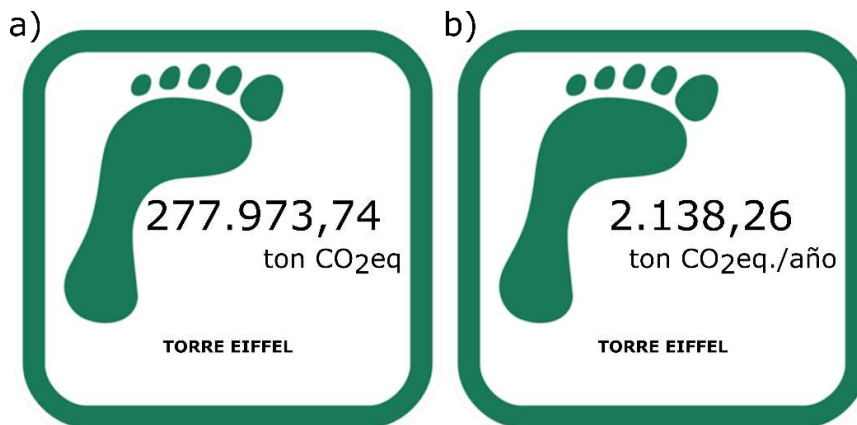 a)
277.973,74
ton CO₂eq
TORRE EIFFEL
b)
2.138,26
ton CO₂eq./año
TORRE EIFFEL